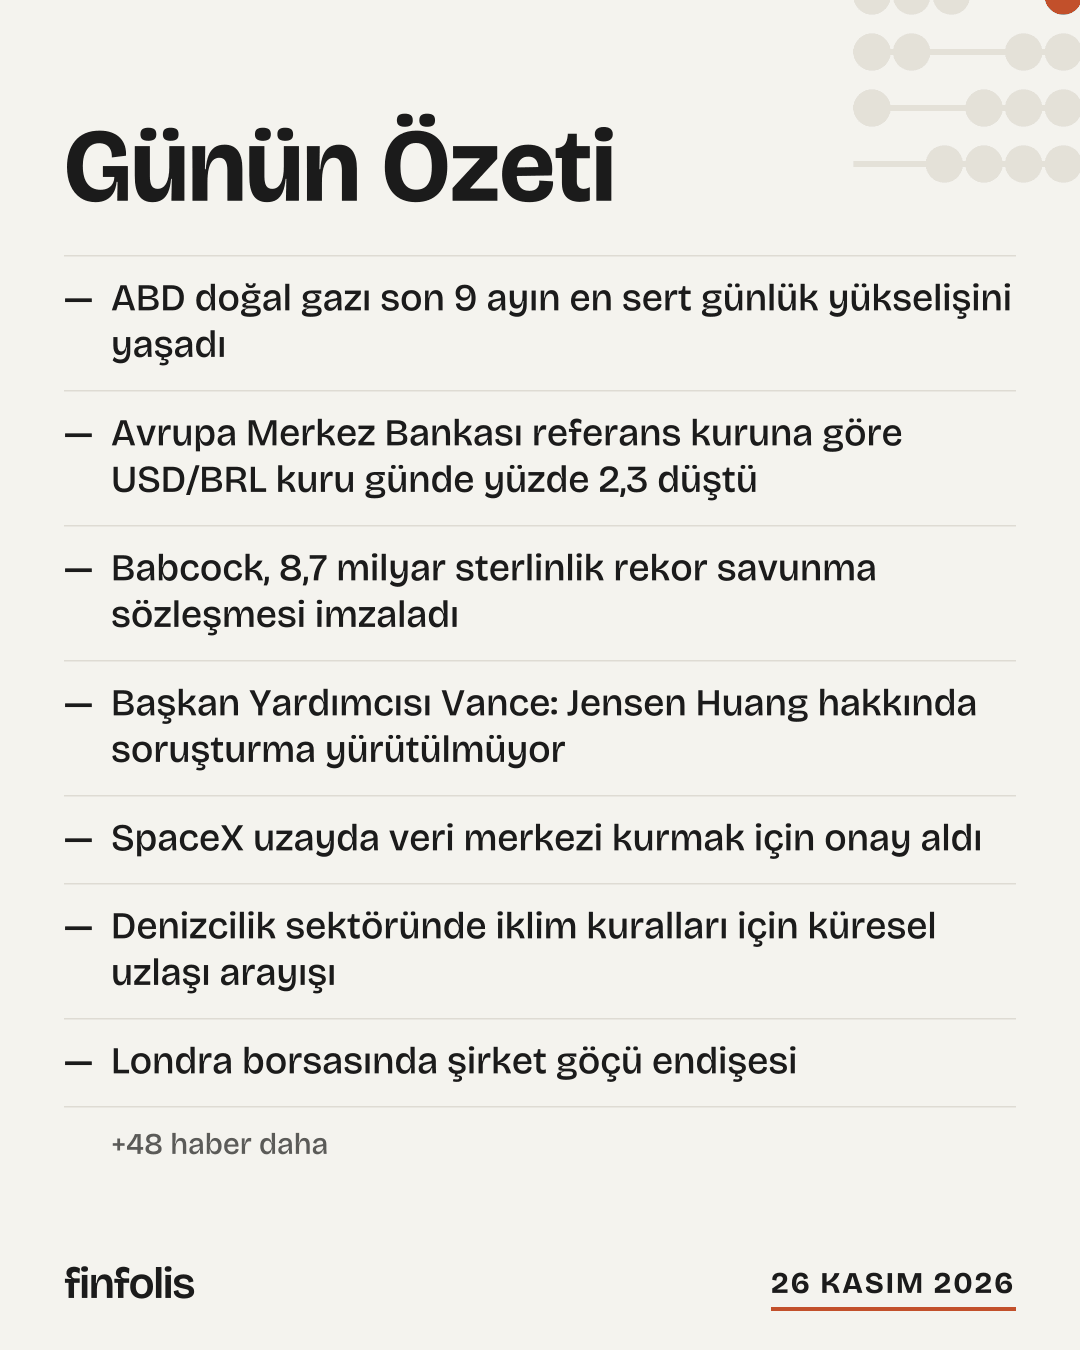 Günün Özeti
— ABD doğal gazı son 9 ayın en sert günlük yükselişini
yaşadı
— Avrupa Merkez Bankası referans kuruna göre
USD/BRL kuru günde yüzde 2,3 düştü
— Babcock, 8,7 milyar sterlinlik rekor savunma
sözleşmesi imzaladı
— Başkan Yardımcısı Vance: Jensen Huang hakkında
soruşturma yürütülmüyor
— SpaceX uzayda veri merkezi kurmak için onay aldı
— Denizcilik sektöründe iklim kuralları için küresel
uzlaşı arayışı
— Londra borsasında şirket göçü endişesi
+48 haber daha
finfolis
26 KASIM 2026